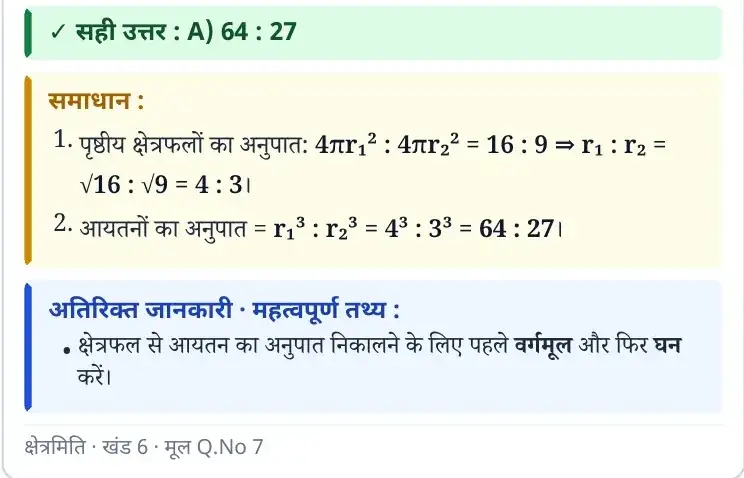 ✓ सही उत्तर : A) 64 : 27
समाधान :
1. पृष्ठीय क्षेत्रफलों का अनुपात: 4πr₁² : 4πr₂² = 16 : 9 ⇒ r₁ : r₂ =
√16 : √9 = 4 : 3।
2. आयतनों का अनुपात = r₁³ : r₂³ = 4³ : 3³ = 64 : 27।
अतिरिक्त जानकारी · महत्वपूर्ण तथ्य :
• क्षेत्रफल से आयतन का अनुपात निकालने के लिए पहले वर्गमूल और फिर घन
करें।
क्षेत्रमिति · खंड 6 · मूल Q.No 7